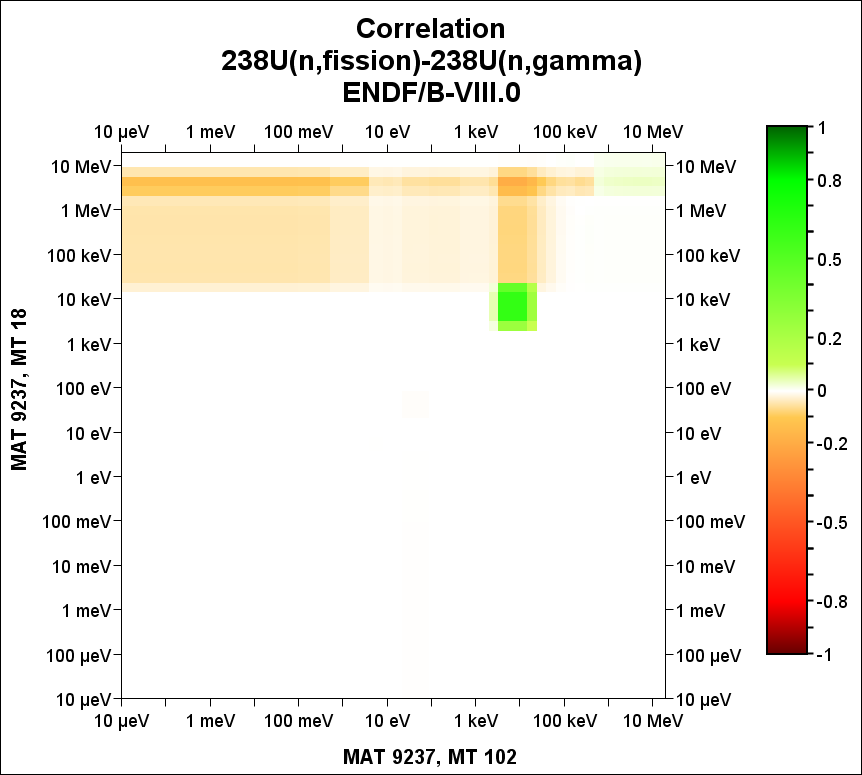 Correlation
238U(n,fission)-238U(n,gamma)
ENDF/B-VIII.0
10 µeV 1 meV 100 meV 10 eV 1 keV 100 keV 10 MeV
10 MeV 10 MeV
1 MeV 1 MeV
100 keV 100 keV
10 keV 10 keV
1 keV 1 keV
100 eV 100 eV
10 eV 10 eV
1 eV 1 eV
100 meV 100 meV
10 meV 10 meV
1 meV 1 meV
100 µeV 100 µeV
10 µeV 10 µeV
10 µeV 1 meV 100 meV 10 eV 1 keV 100 keV 10 MeV
MAT 9237, MT 102
MAT 9237, MT 18
1
0.8
0.5
0.2
0
-0.2
-0.5
-0.8
-1